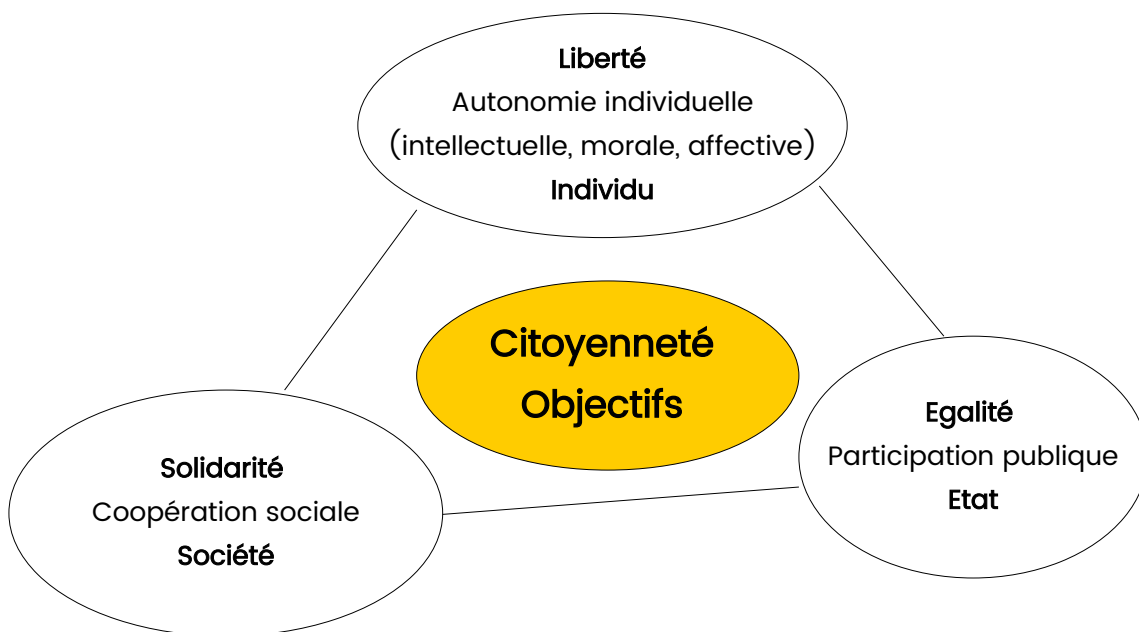 Liberté
Autonomie individuelle
(intellectuelle, morale, affective)
Individu
Citoyenneté
Objectifs
Egalité
Participation publique
Etat
Solidarité
Coopération sociale
Société